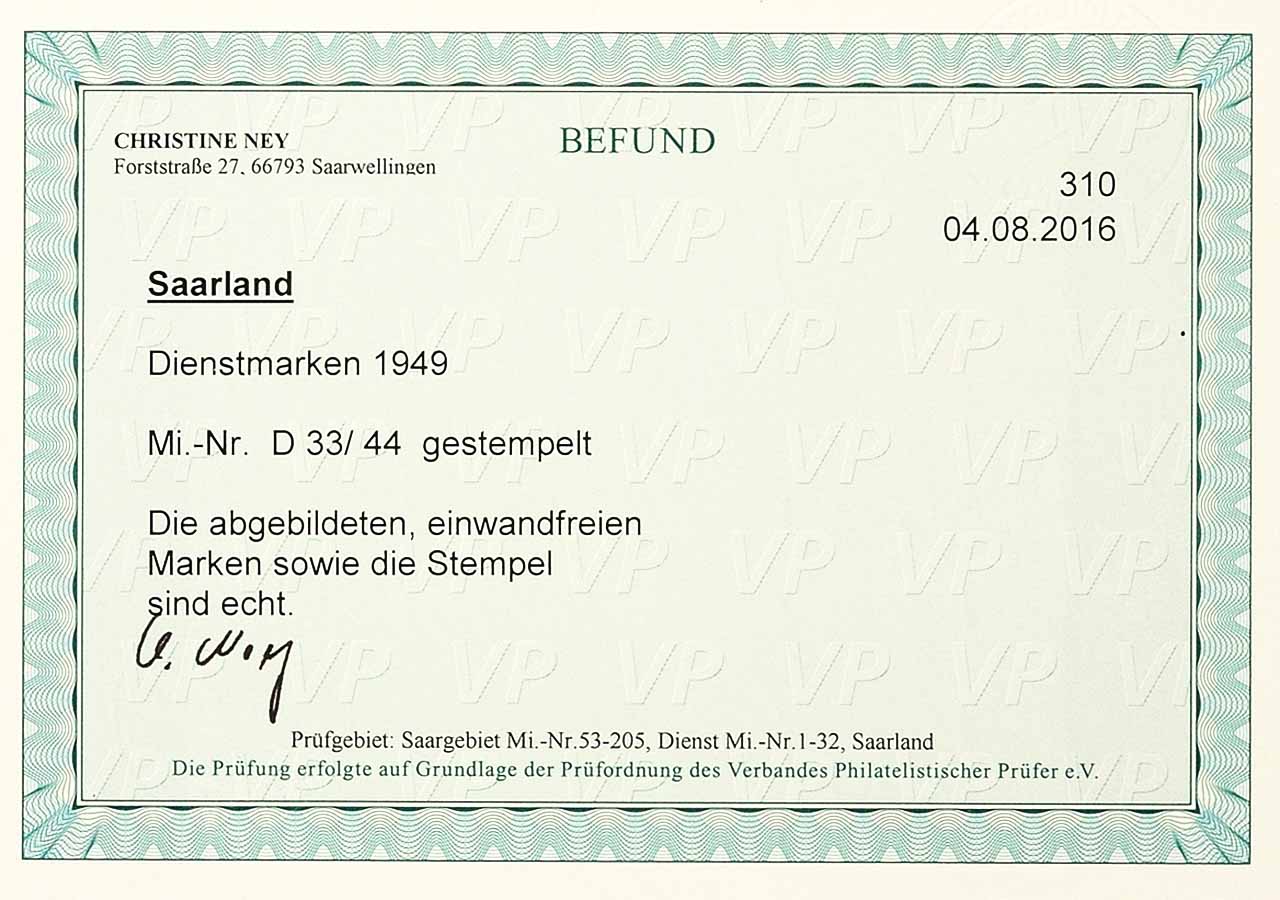 CHRISTINE NEY
Forststraße 27, 66793 Saarwellingen
BEFUND
310
04.08.2016
Saarland
Dienstmarken 1949
Mi.-Nr. D 33/ 44 gestempelt
Die abgebildeten, einwandfreien
Marken sowie die Stempel
sind echt.
C. Ney
Prüfgebiet: Saargebiet Mi.-Nr.53-205, Dienst Mi.-Nr.1-32, Saarland
Die Prüfung erfolgte auf Grundlage der Prüfordnung des Verbandes Philatelistischer Prüfer e.V.